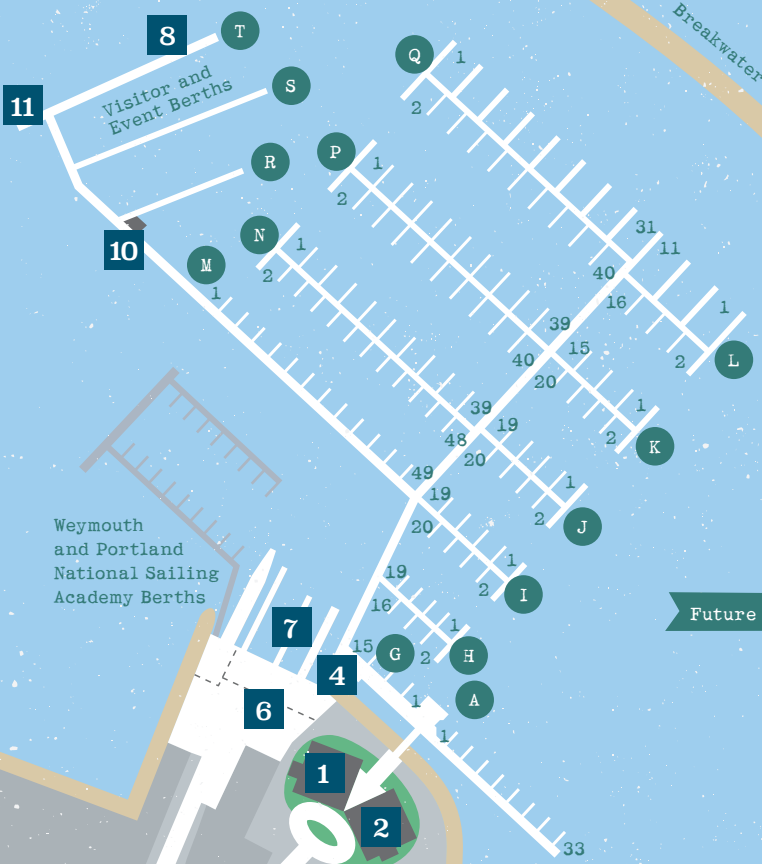 8
T
Q
1
Breakwater
11
Visitor and
Event Berths
S
2
R
P
1
2
10
N
1
2
M
1
31
11
40
16
1
L
2
39
15
40
20
1
K
2
39
19
48
20
1
J
2
49
19
20
1
I
2
Weymouth
and Portland
National Sailing
Academy Berths
19
16
1
H
2
7
15
G
4
A
1
6
1
1
2
33
Future